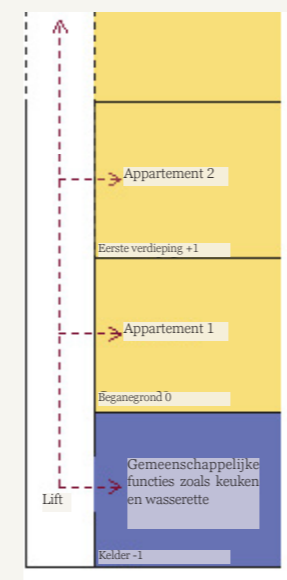 Appartement 2
Eerste verdieping +1
Appartement 1
Beganegrond 0
Gemeenschappelijke
functies zoals keuken
en wasserette
Lift
Kelder -1